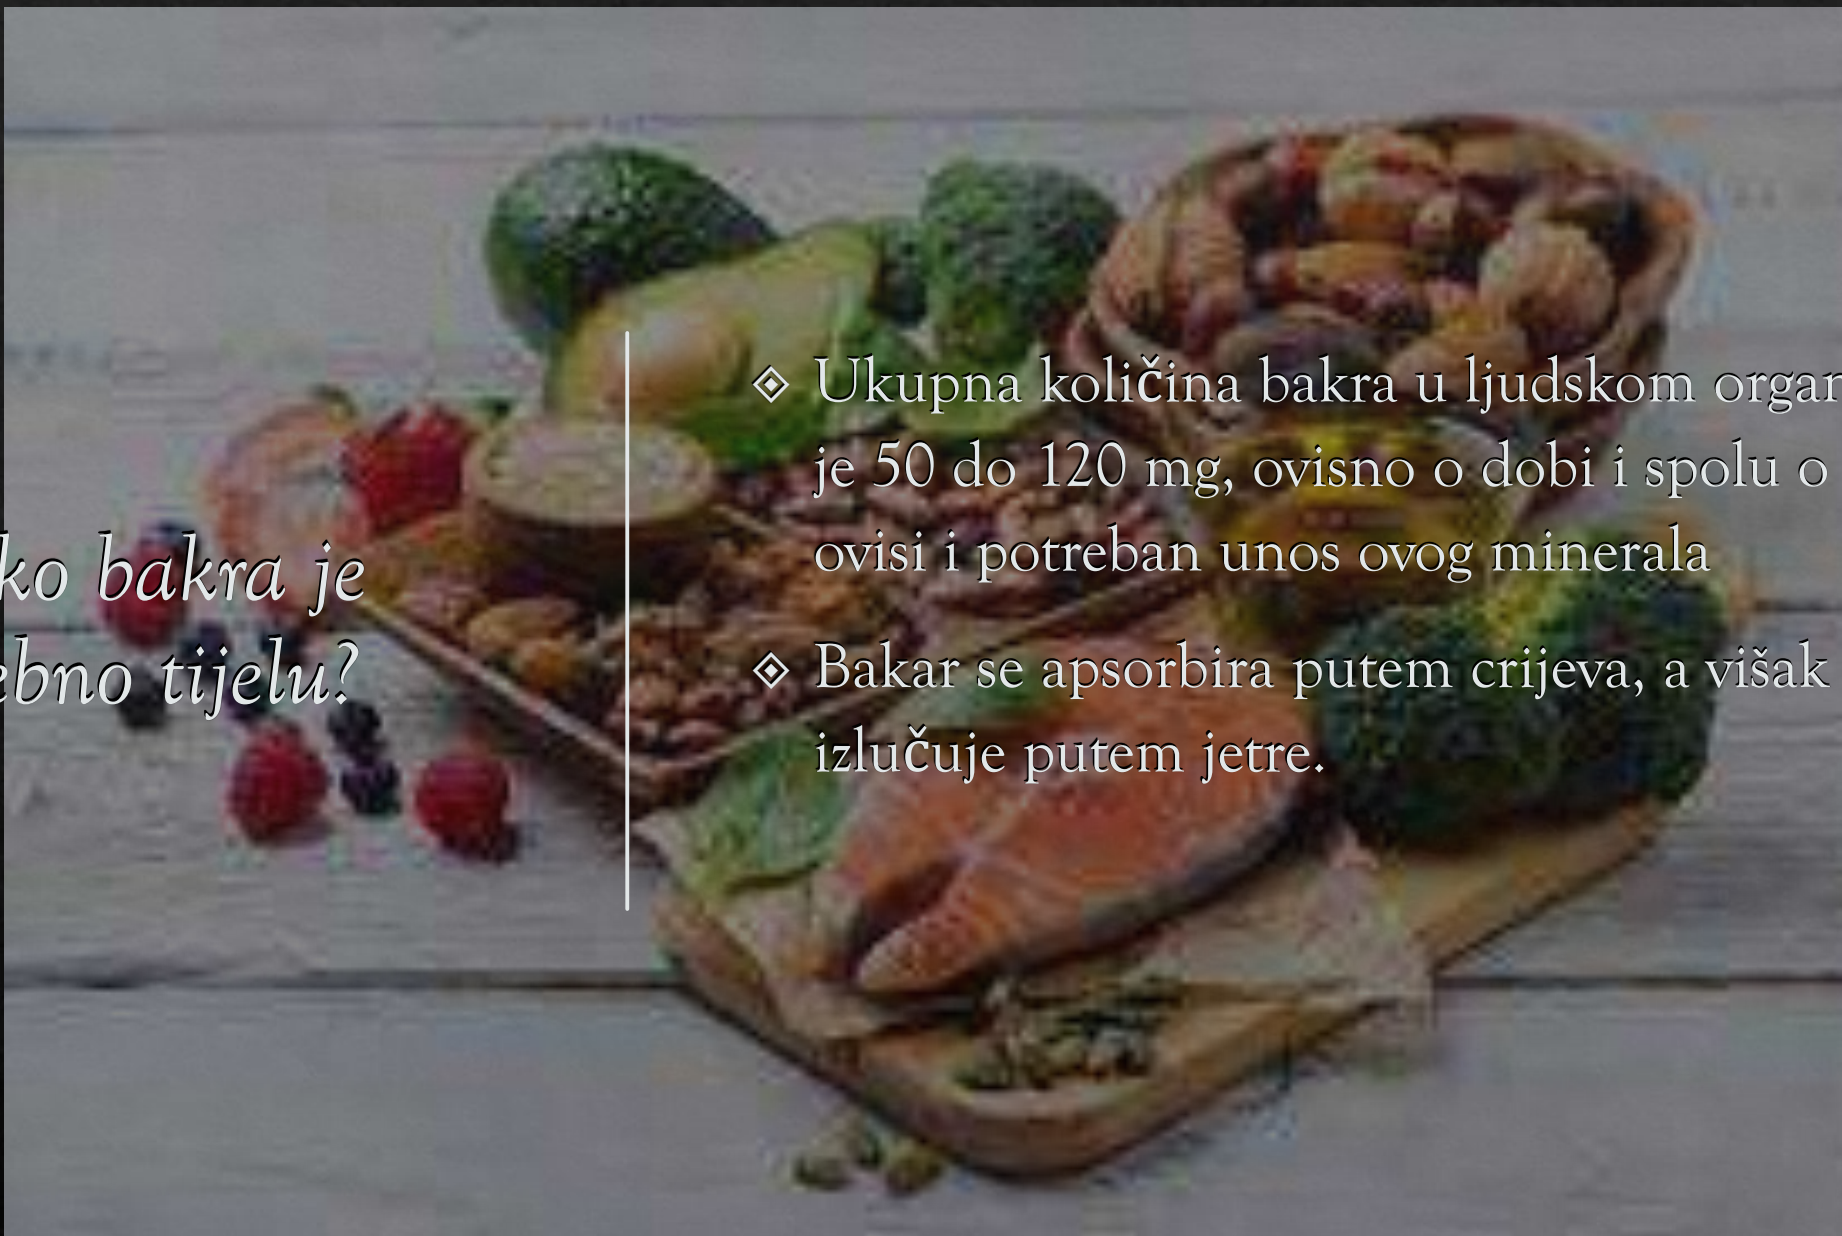 ko bakra je
ebno tijelu?
Ukupna količina bakra u ljudskom organ
je 50 do 120 mg, ovisno o dobi i spolu o
ovisi i potreban unos ovog minerala
Bakar se apsorbira putem crijeva, a višak
izlučuje putem jetre.